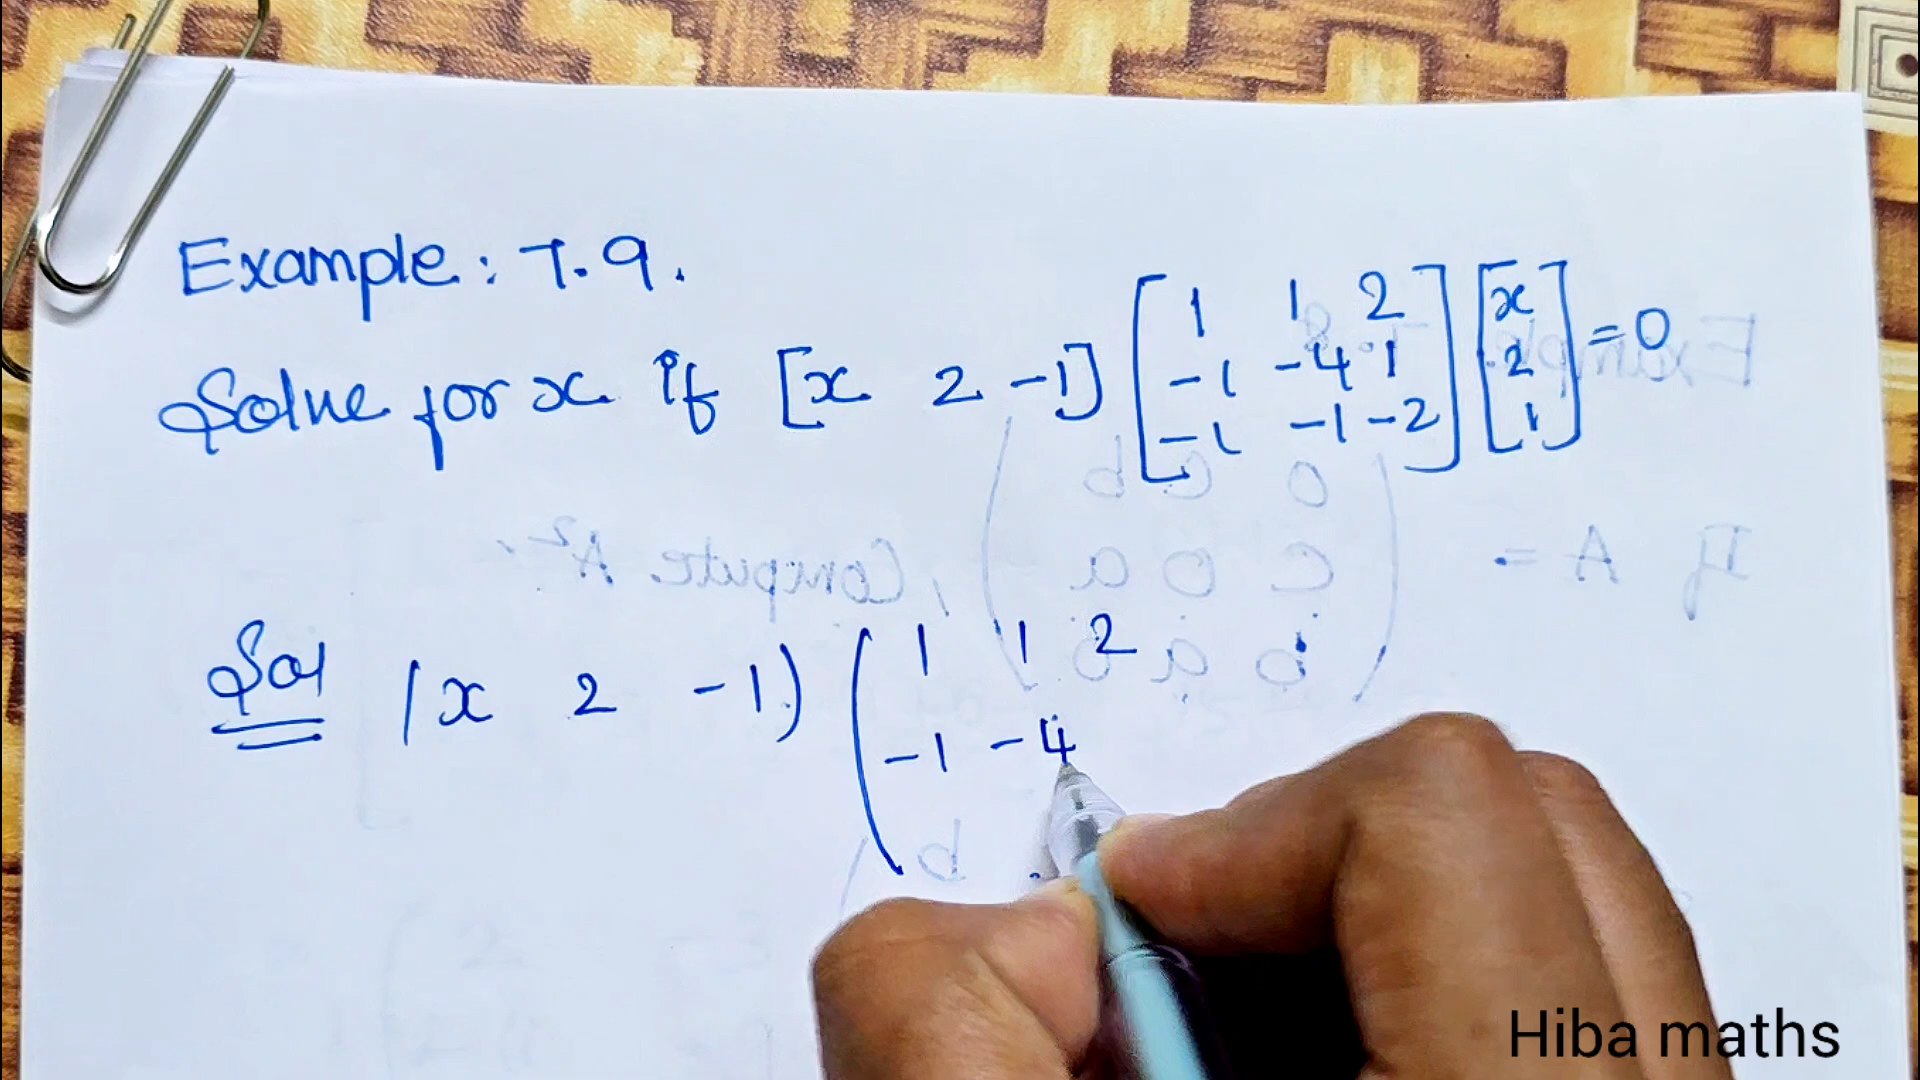 Example: 7.9.
Solve for x if [x 2 -1] [1 1 2 -1 -4 1 -1 -1 -2] [x 2 1] = 0
Sol (x 2 -1) (1 1 2
-1 -4
Hiba maths